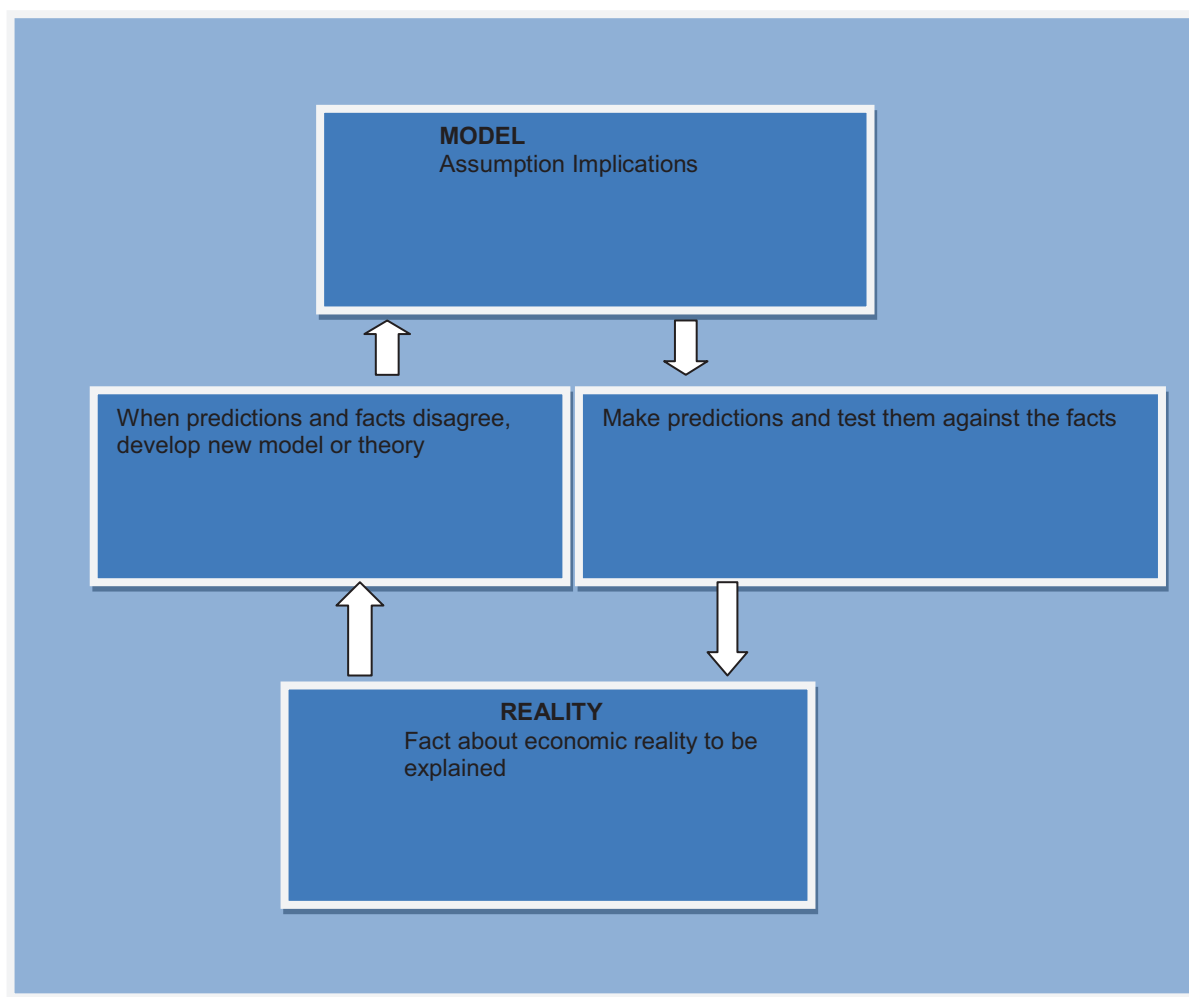 MODEL
Assumption Implications
When predictions and facts disagree,
develop new model or theory
Make predictions and test them against the facts
REALITY
Fact about economic reality to be
explained